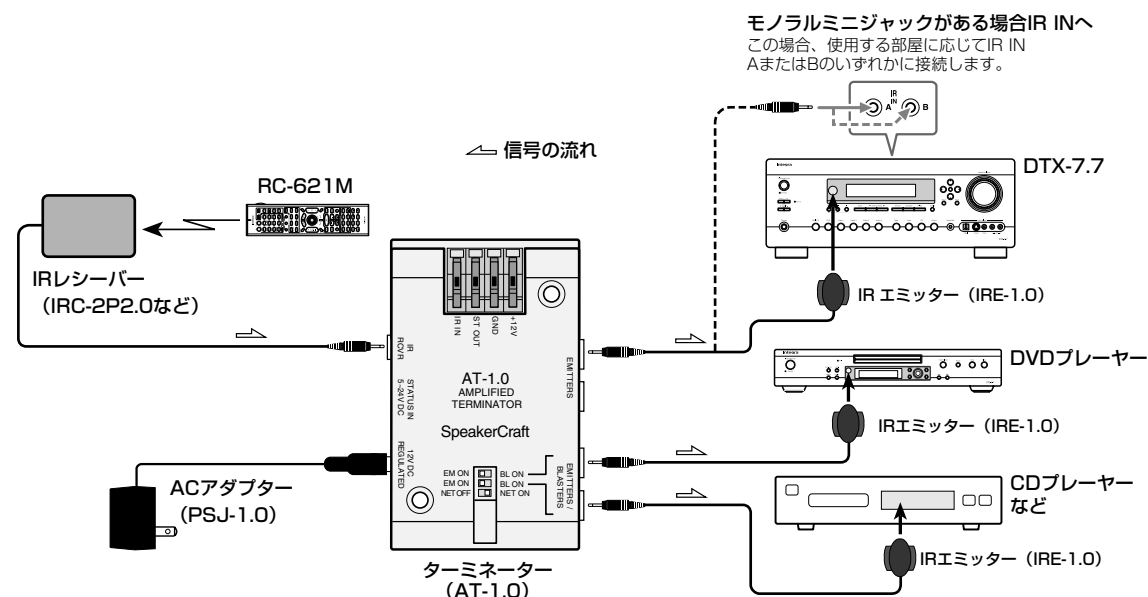 モノラルミニジャックがある場合IR INへ
この場合、使用する部屋に応じてIR IN
AまたはBのいずれかに接続します。
IR
IN
A
B
信号の流れ
DTX-7.7
Integra
RC-621M
IRレシーバー
（IRC-2P2.0など）
IR エミッター（IRE-1.0）
IR IN
ST OUT
GND
+12V
IR
RCVR
EMITTERS
STATUS IN
5~24V DC
AT-1.0
AMPLIFIED
TERMINATOR
SpeakerCraft
Integra
DVDプレーヤー
IRエミッター（IRE-1.0）
12V DC
REGULATED
EM ON
BL ON
EM ON
BL ON
NET OFF
NET ON
EMITTERS /
BLASTERS
ACアダプター
（PSJ-1.0）
CDプレーヤー
など
IRエミッター（IRE-1.0）
ターミネーター
（AT-1.0）